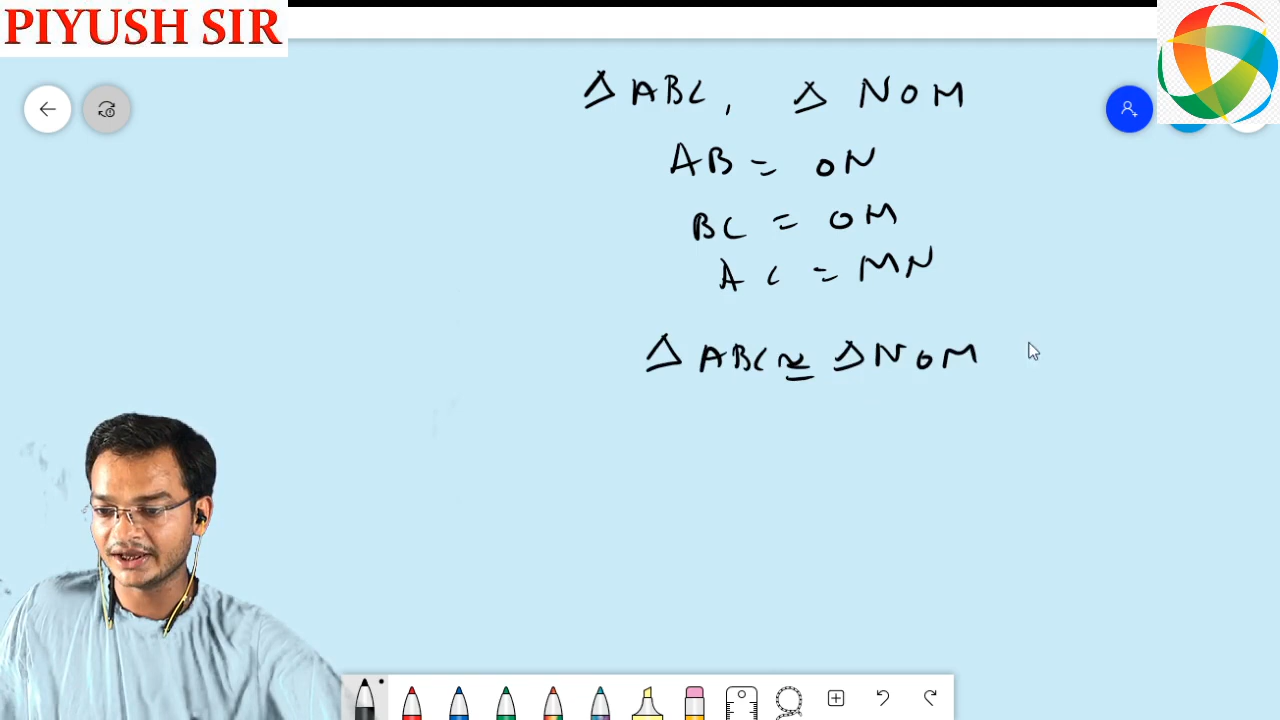 PIYUSH SIR
△ ABC, △ NOM
AB = ON
BC = OM
AC = MN
△ ABC ≅ △ NOM